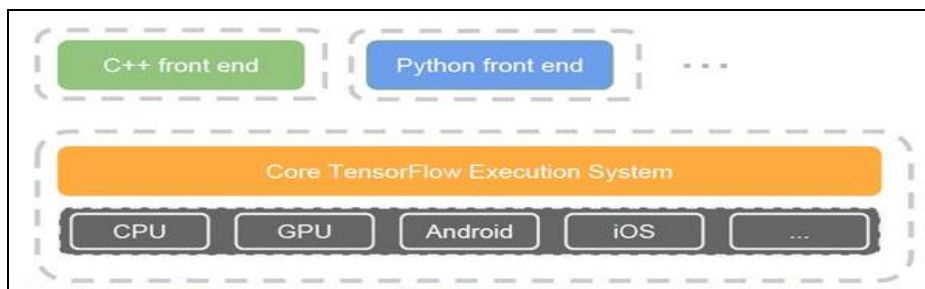 C++ front end
Python front end
...
Core TensorFlow Execution System
CPU
GPU
Android
iOS
...